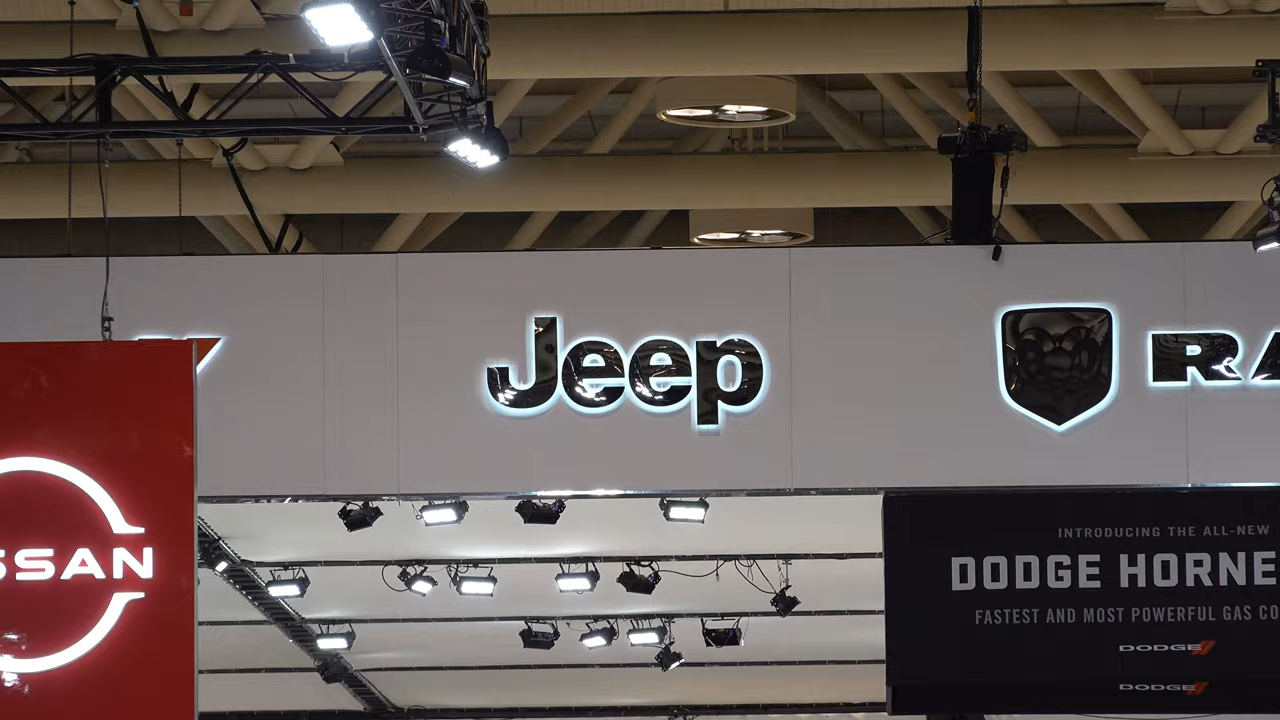 Jeep
RA
SSAN
INTRODUCING THE ALL-NEW
DODGE HORNE
FASTEST AND MOST POWERFUL GAS CO
DODGE
DODGE